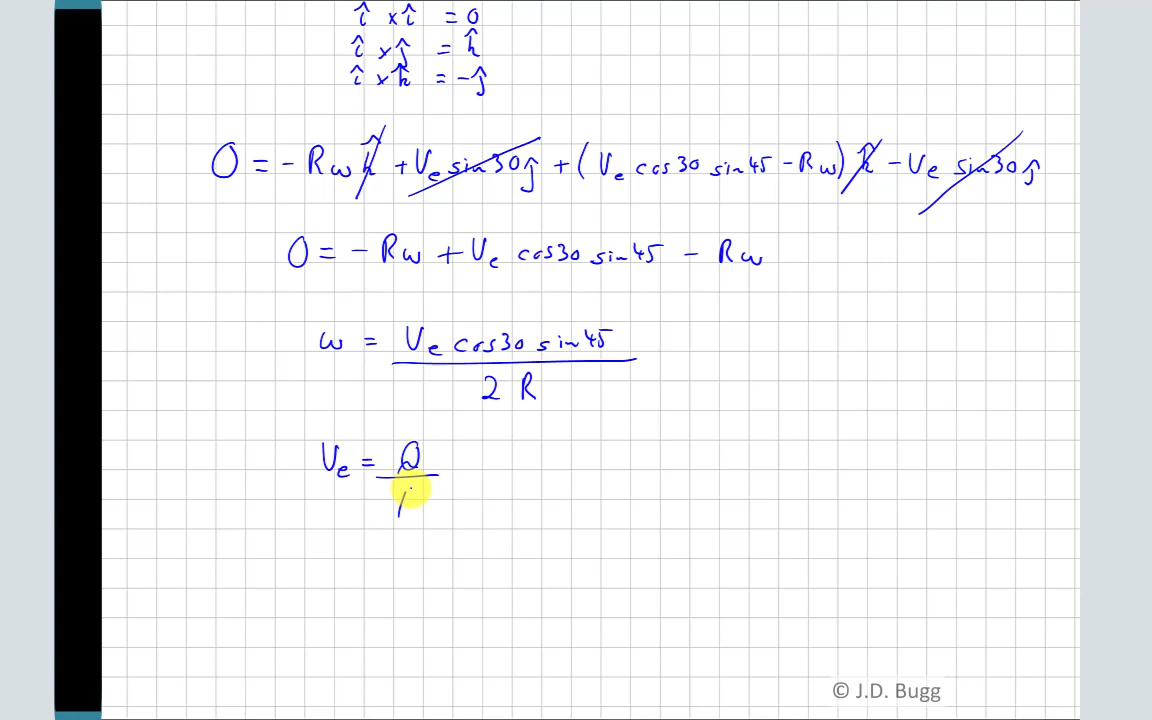 î × î = 0
î × ĵ = k̂
î × k̂ = -ĵ
0 = - Rω k̂ + Ve sin30 ĵ + (Ve cos30 sin45 - Rω) k̂ - Ve sin30 ĵ
0 = - Rω + Ve cos30 sin45 - Rω
ω = Ve cos30 sin45
2 R
Ve = Q
© J.D. Bugg